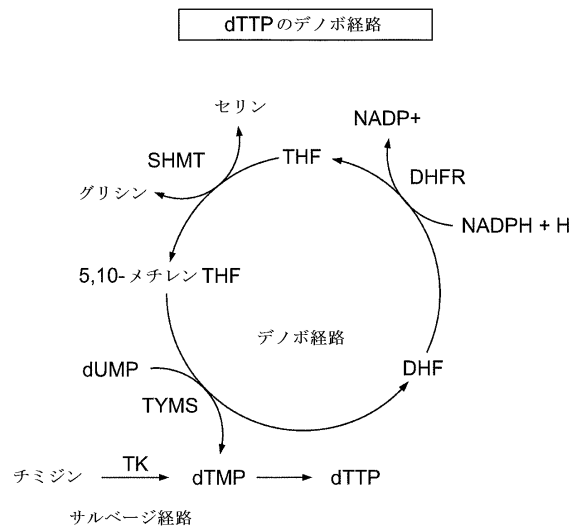 dTTPのデノボ経路
セリン
NADP+
SHMT
THF
DHFR
グリシン
NADPH + H
5,10-メチレンTHF
デノボ経路
dUMP
DHF
TYMS
チミジン
TK
dTMP
dTTP
サルベージ経路